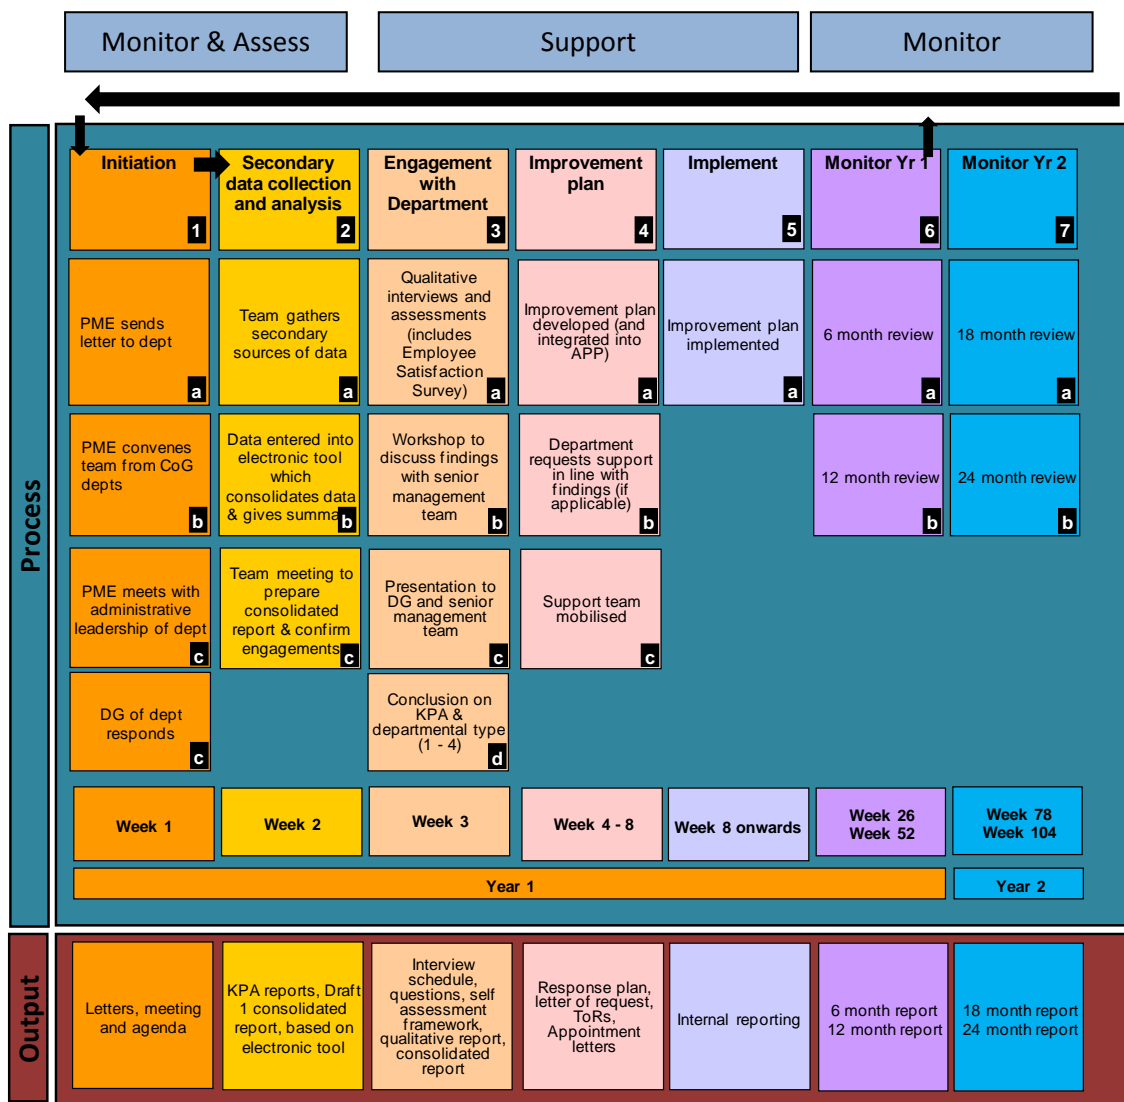 Monitor & Assess
Support
Monitor
Process
Initiation
1
Secondary
data collection
and analysis
2
Engagement
with
Department
3
Improvement
plan
4
Implement
5
Monitor Yr 1
6
Monitor Yr 2
7
PME sends
letter to dept
a
Team gathers
secondary
sources of data
a
Qualitative
interviews and
assessments
(includes
Employee
Satisfaction
Survey)
a
Improvement plan
developed (and
integrated into
APP)
a
Improvement plan
implemented
a
6 month review
a
18 month review
a
PME convenes
team from CoG
depts
b
Data entered into
electronic tool
which
consolidates data
& gives summa
b
Workshop to
discuss findings
with senior
management
team
b
Department
requests support
in line with
findings (if
applicable)
b
12 month review
b
24 month review
b
PME meets with
administrative
leadership of dept
c
Team meeting to
prepare
consolidated
report & confirm
engagements
c
Presentation to
DG and senior
management
team
c
Support team
mobilised
c
DG of dept
responds
c
Conclusion on
KPA &
departmental type
(1 - 4)
d
Week 1
Week 2
Week 3
Week 4 - 8
Week 8 onwards
Week 26
Week 52
Week 78
Week 104
Year 1
Year 2
Output
Letters, meeting
and agenda
KPA reports, Draft
1 consolidated
report, based on
electronic tool
Interview
schedule,
questions, self
assessment
framework,
qualitative report,
consolidated
report
Response plan,
letter of request,
ToRs,
Appointment
letters
Internal reporting
6 month report
12 month report
18 month report
24 month report